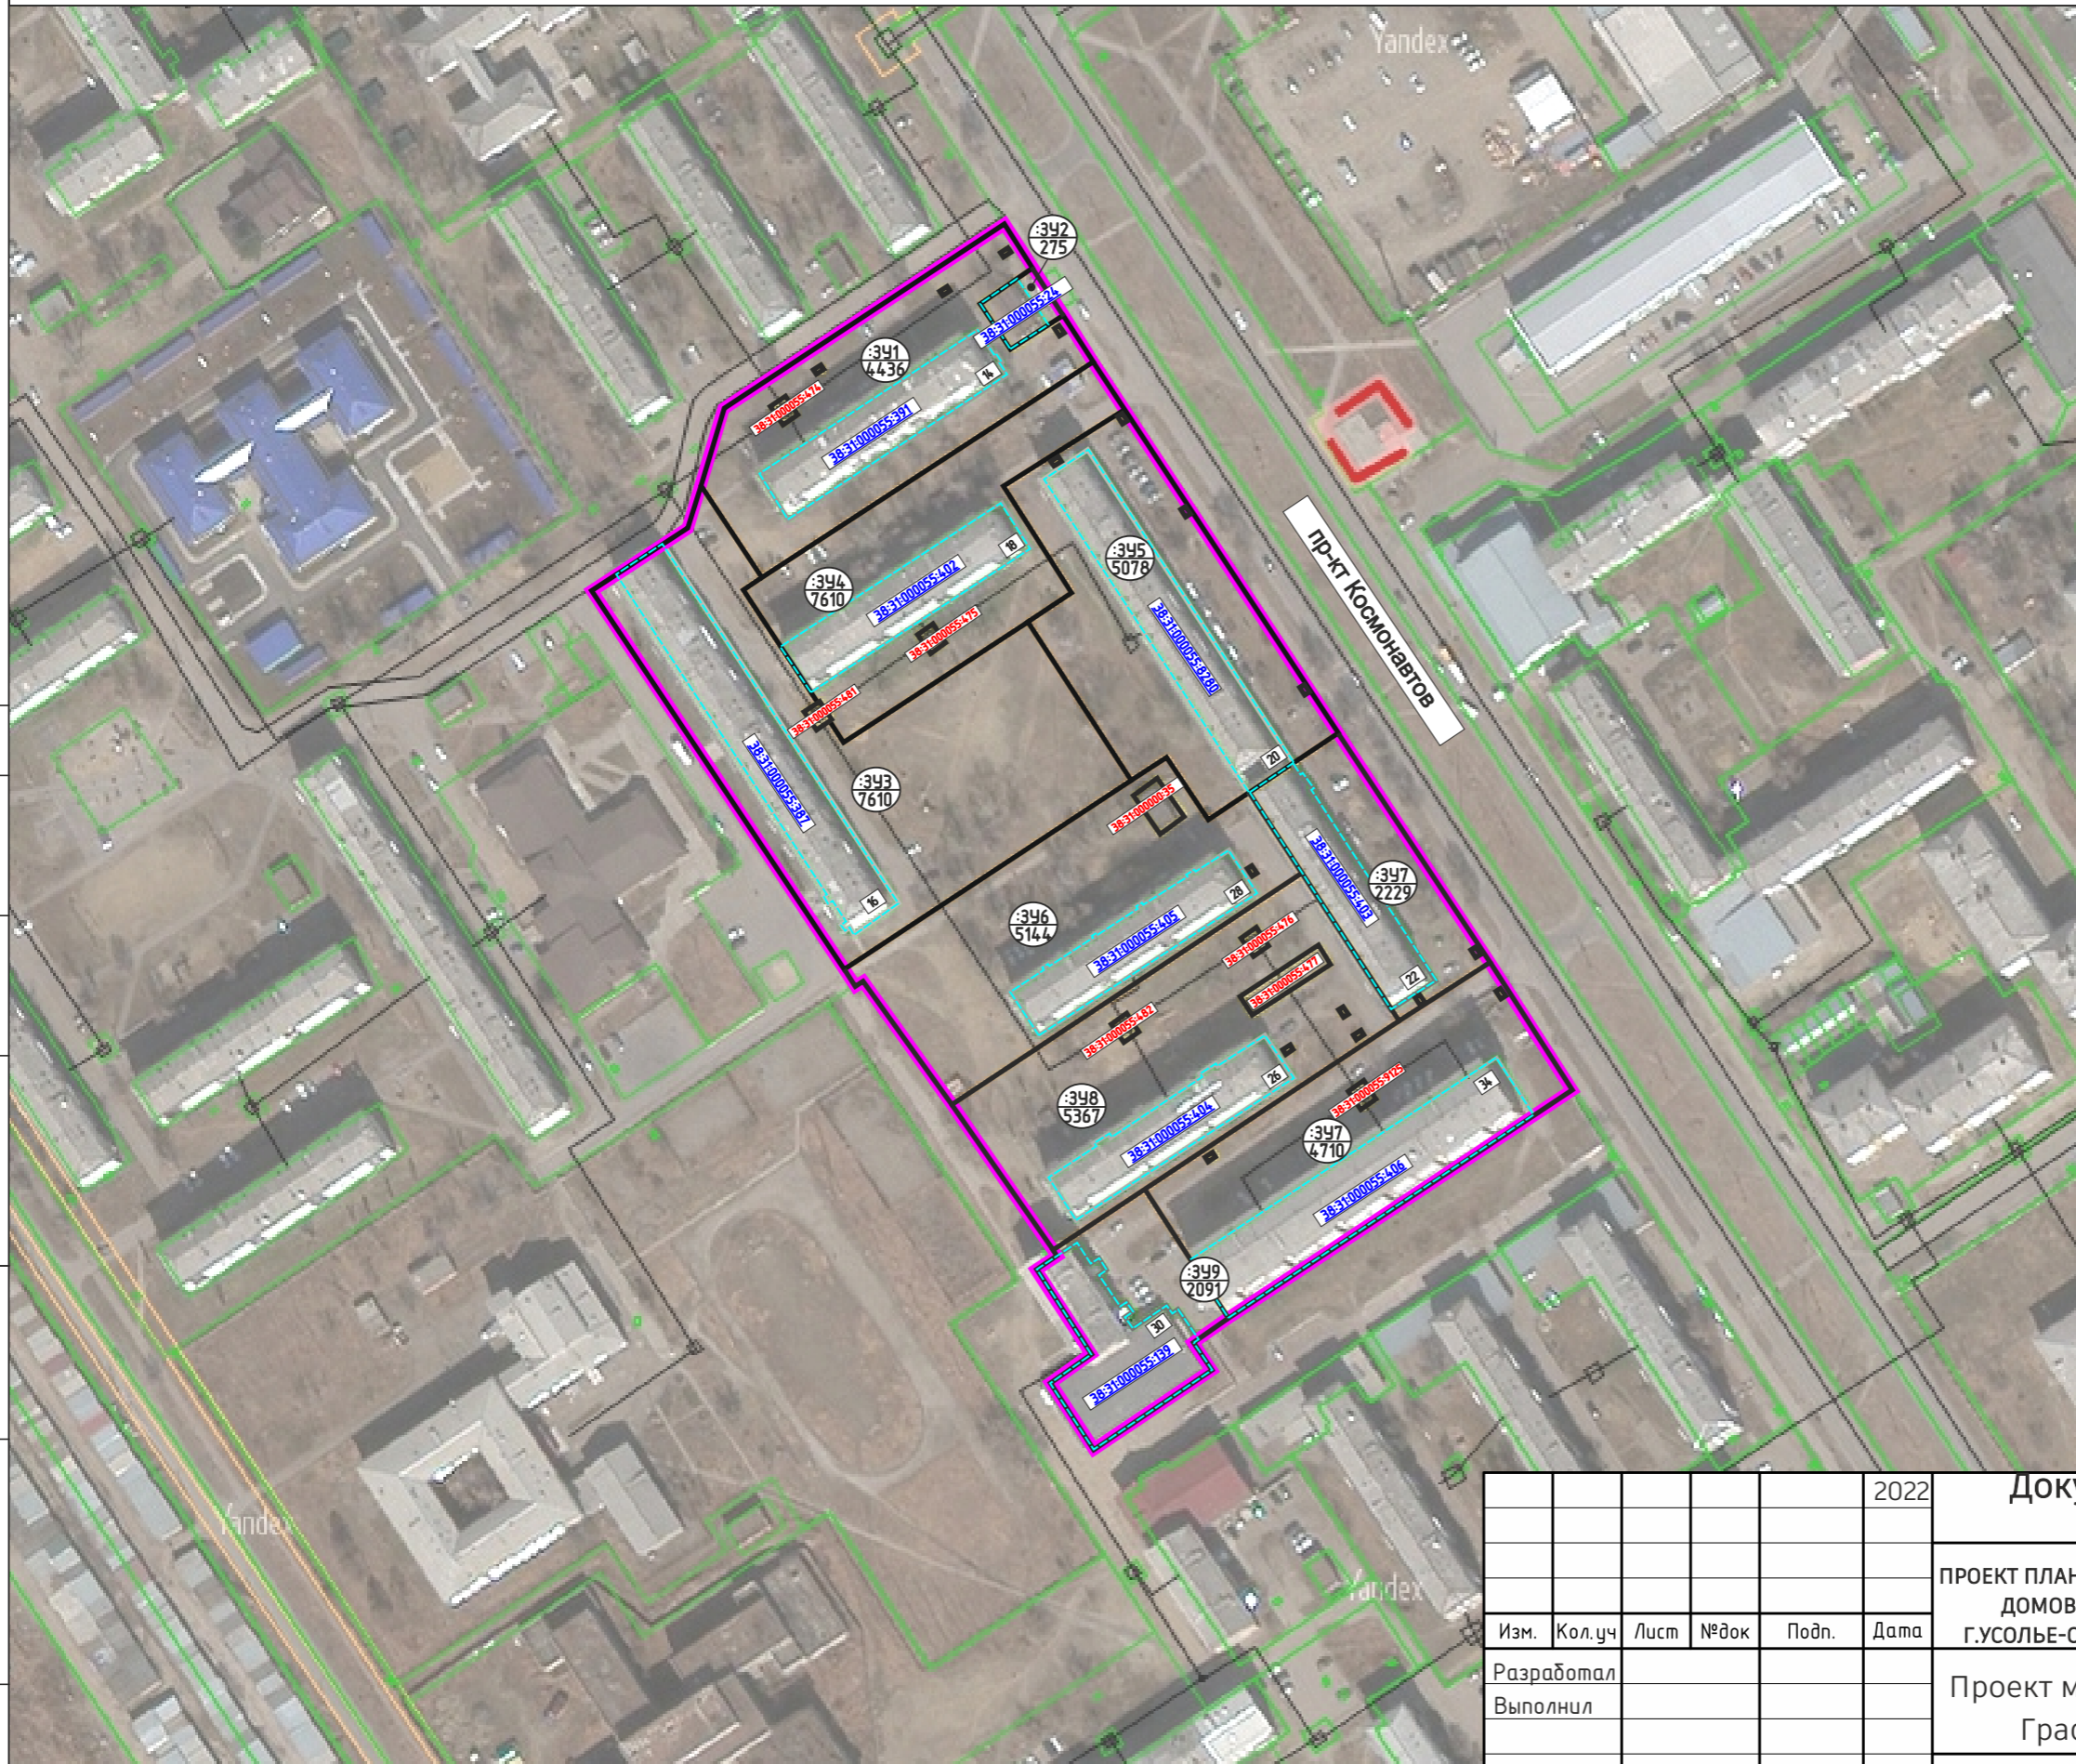 Yandex
:ЗУ2
275
38:31:000055:24
:ЗУ1
4436
38:31:000055:474
14
38:31:000055:391
пр-кт Космонавтов
:ЗУ5
5078
18
:ЗУ4
7610
38:31:000055:402
38:31:000055:475
38:31:000055:8280
38:31:000055:481
38:31:000055:387
:ЗУ3
7610
20
38:31:000000:35
38:31:000055:403
:ЗУ7
2229
16
28
:ЗУ6
5144
38:31:000055:405
38:31:000055:476
38:31:000055:477
22
38:31:000055:482
26
34
38:31:000055:9125
:ЗУ8
5367
38:31:000055:404
:ЗУ7
4710
38:31:000055:406
:ЗУ9
2091
30
38:31:000055:139
Yandex
Yandex
2022
Доку
ПРОЕКТ ПЛАН
ДОМОВ
Г.УСОЛЬЕ-С
Изм. Кол.уч Лист №док Подп. Дата
Разработал
Выполнил
Проект м
Граф